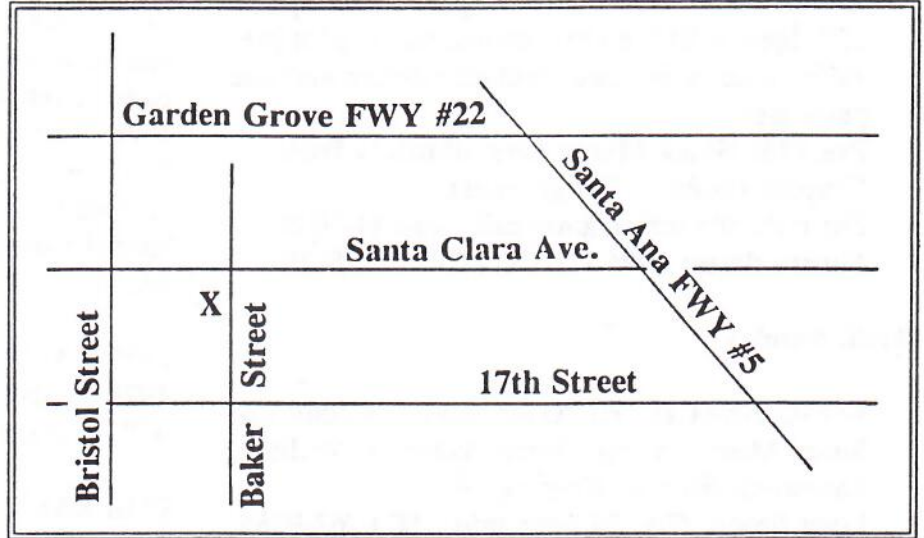 Garden Grove FWY #22
Santa Ana FWY #5
Santa Clara Ave.
X
Bristol Street
Baker Street
17th Street